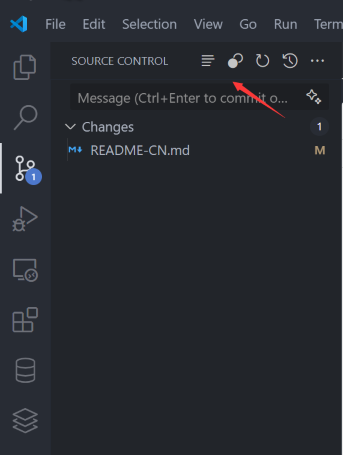 File Edit Selection View Go Run Term
SOURCE CONTROL
Message (Ctrl+Enter to commit o...
Changes 1
README-CN.md M
1